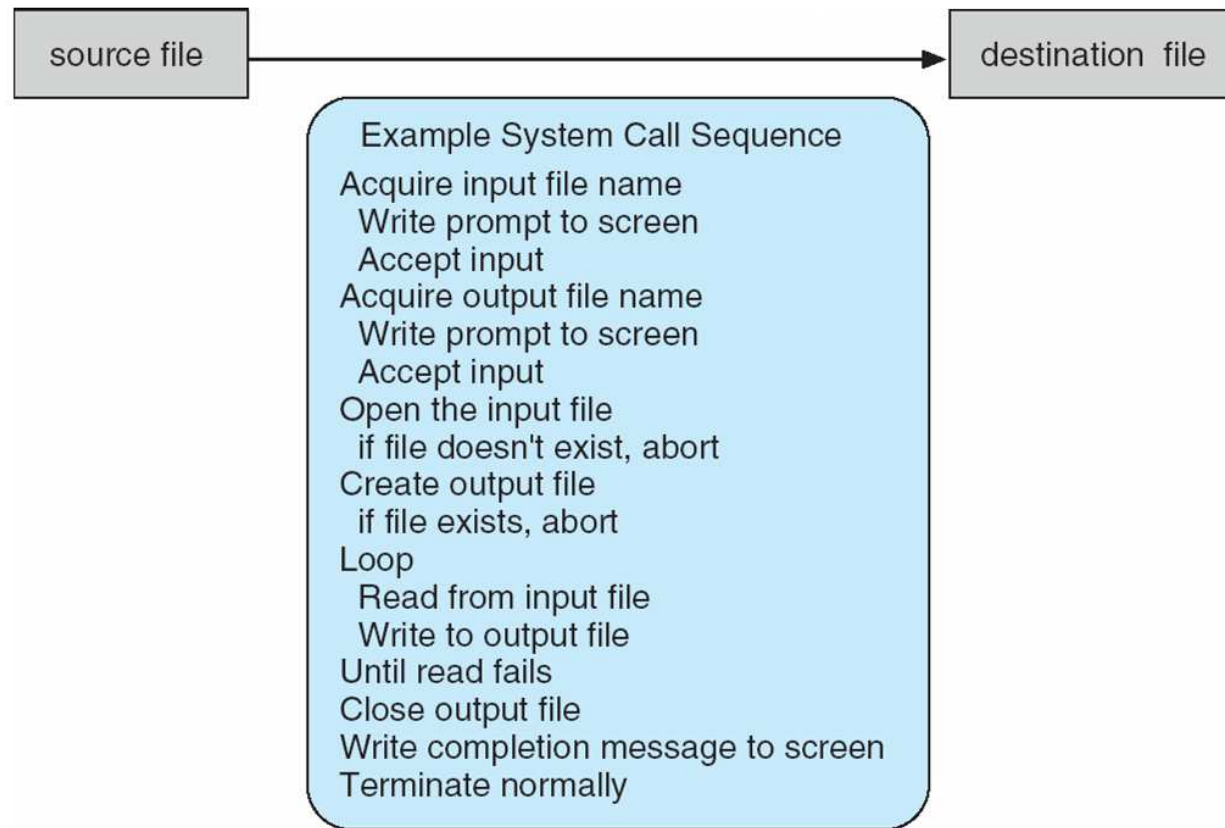 source file
destination file
Example System Call Sequence
Acquire input file name
Write prompt to screen
Accept input
Acquire output file name
Write prompt to screen
Accept input
Open the input file
if file doesn't exist, abort
Create output file
if file exists, abort
Loop
Read from input file
Write to output file
Until read fails
Close output file
Write completion message to screen
Terminate normally